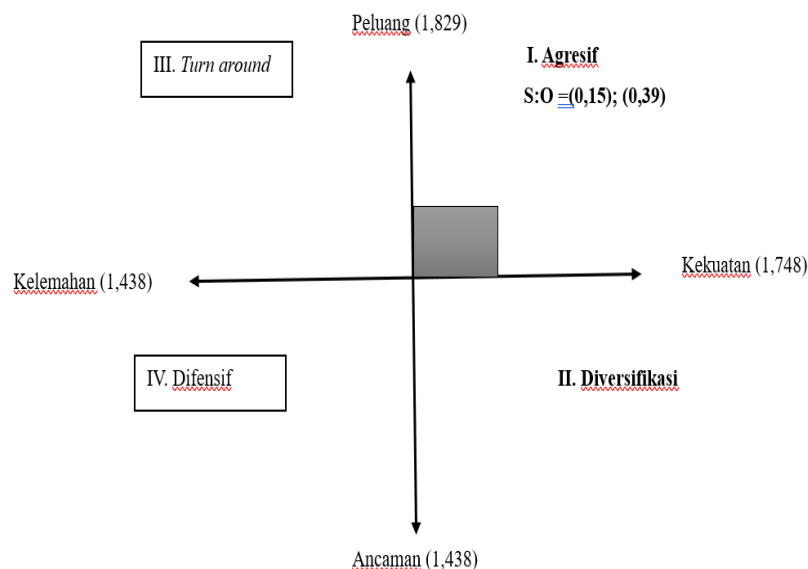 Peluang (1,829)
III. Turn around
I. Agresif
S:O =(0,15); (0,39)
Kelemahan (1,438)
Kekuatan (1,748)
IV. Difensif
II. Diversifikasi
Ancaman (1,438)